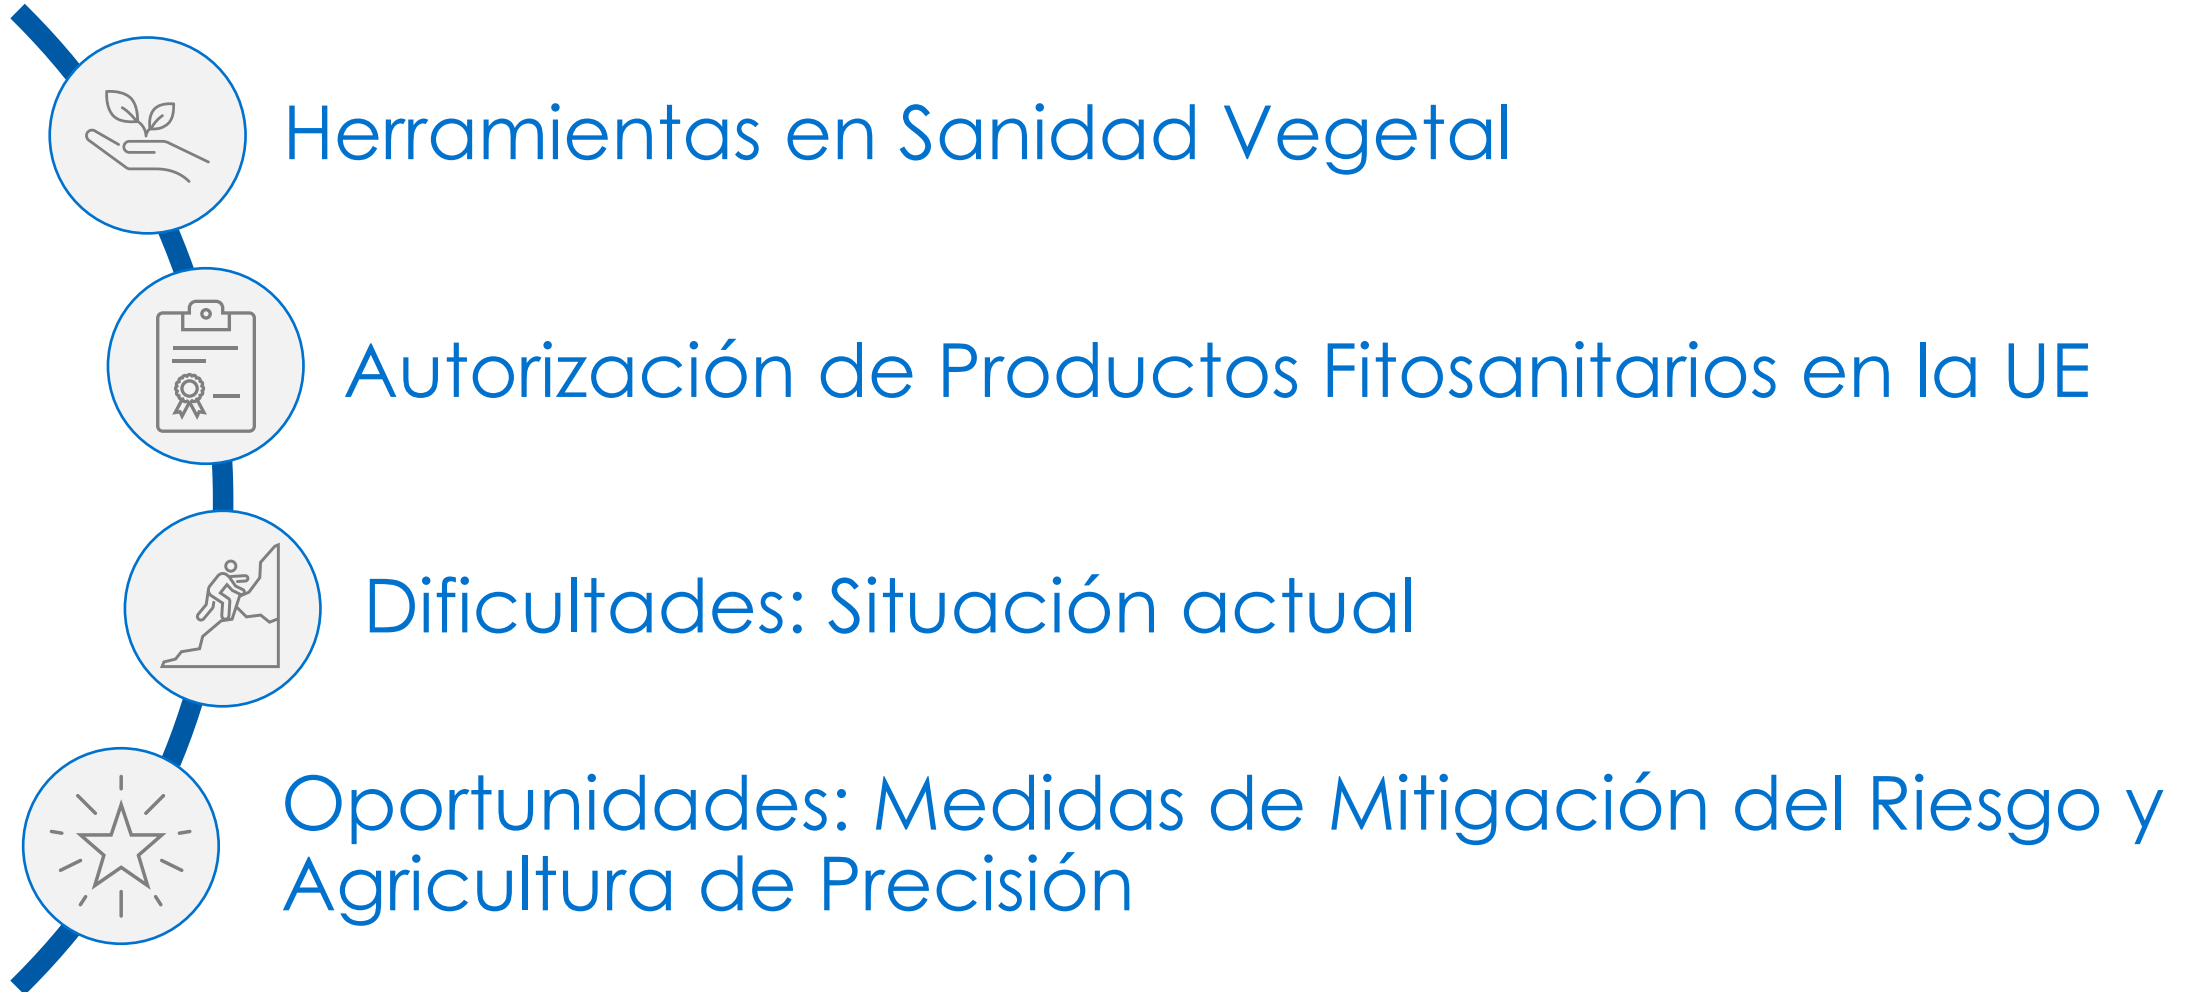 Herramientas en Sanidad Vegetal
Autorización de Productos Fitosanitarios en la UE
Dificultades: Situación actual
Oportunidades: Medidas de Mitigación del Riesgo y
Agricultura de Precisión